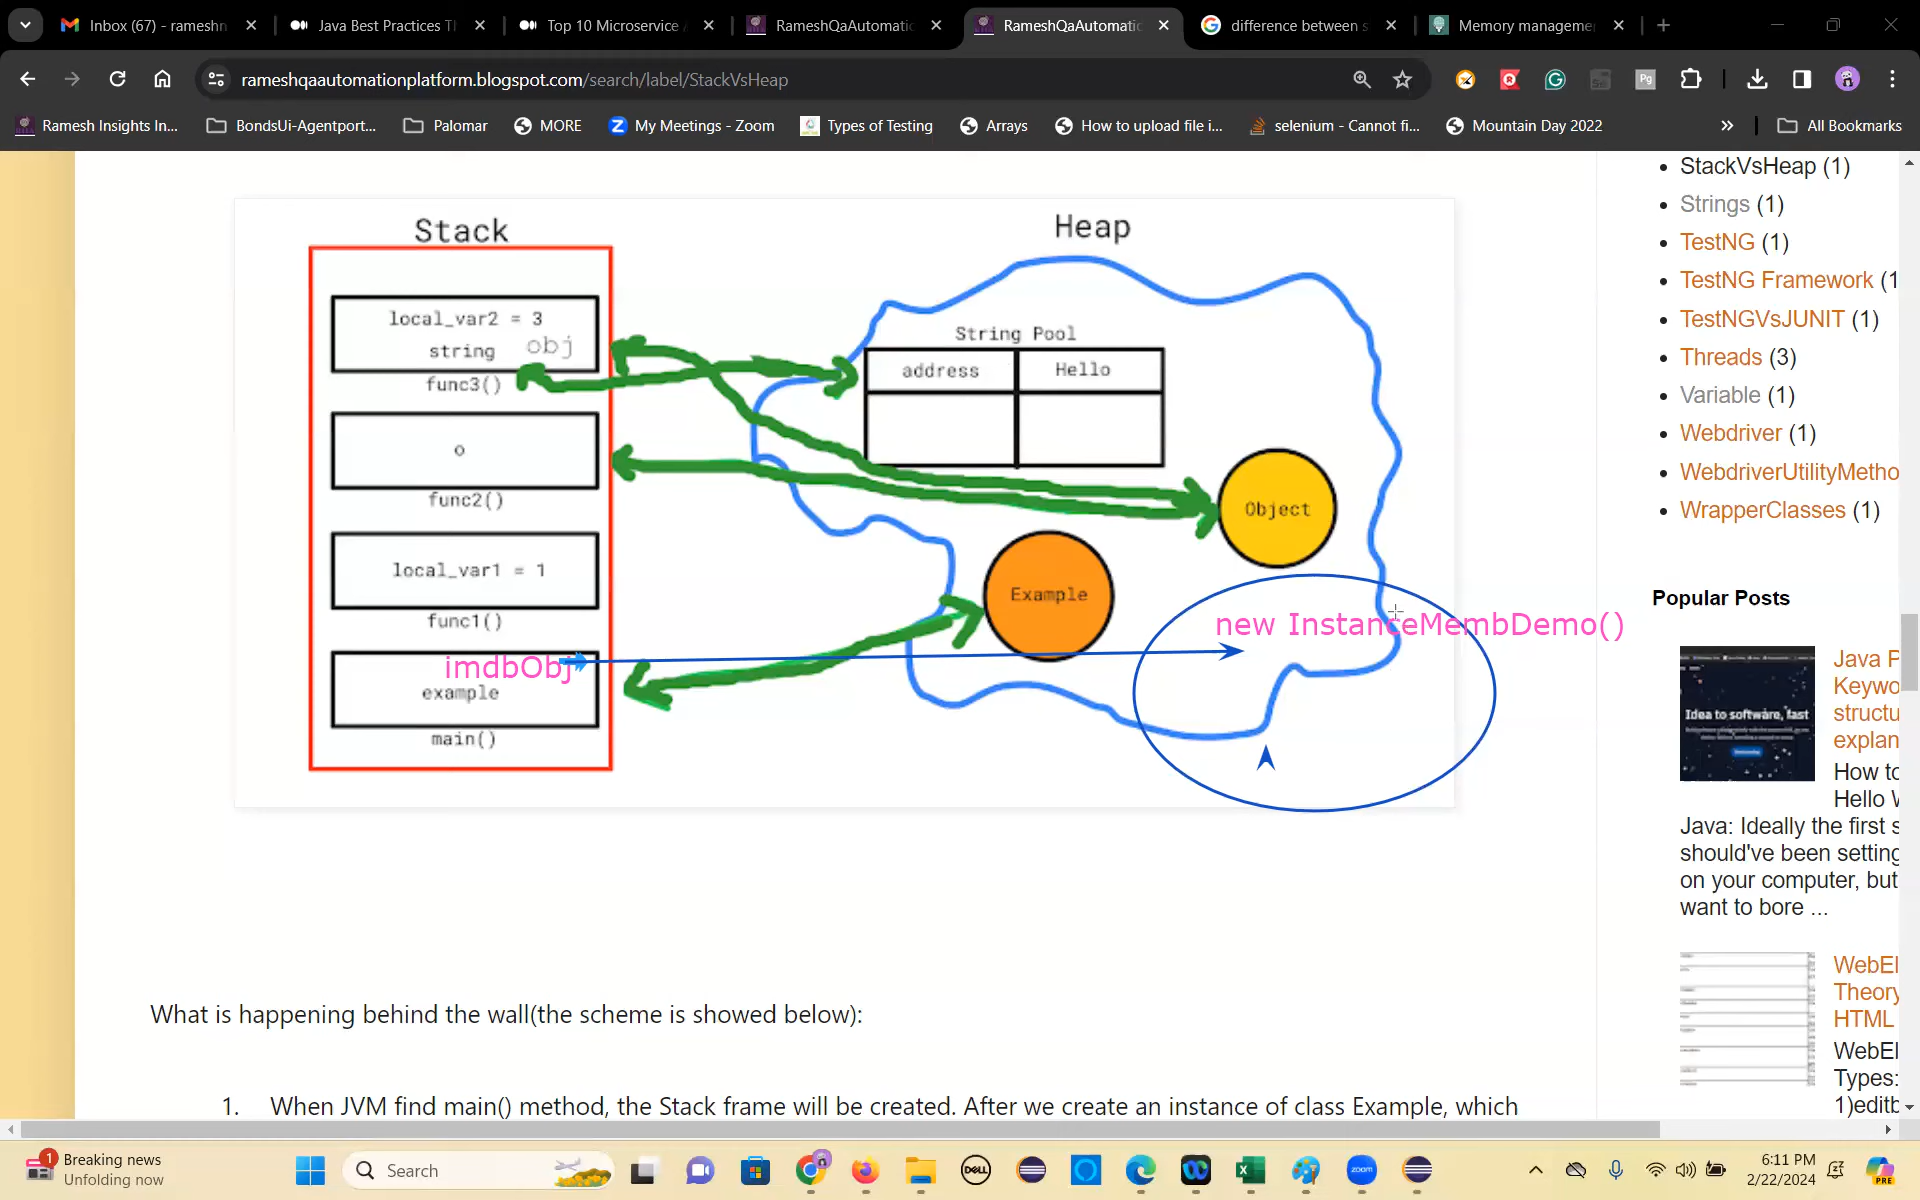 Inbox (67) - rameshn
Java Best Practices T
Top 10 Microservice
RameshQaAutomatic
RameshQaAutomatic
difference between s
Memory manageme
rameshqaautomationplatform.blogspot.com/search/label/StackVsHeap
Ramesh Insights In...
BondsUi-Agentport...
Palomar
MORE
My Meetings - Zoom
Types of Testing
Arrays
How to upload file i...
selenium - Cannot fi...
Mountain Day 2022
All Bookmarks
Stack
local_var2 = 3
string obj
func3()
o
func2()
local_var1 = 1
func1()
imdbObj
example
main()
Heap
String Pool
address Hello
Object
Example
new InstanceMembDemo()
What is happening behind the wall(the scheme is showed below):
1. When JVM find main() method, the Stack frame will be created. After we create an instance of class Example, which
StackVsHeap (1)
Strings (1)
TestNG (1)
TestNG Framework (1
TestNGVsJUNIT (1)
Threads (3)
Variable (1)
Webdriver (1)
WebdriverUtilityMetho
WrapperClasses (1)
Popular Posts
Idea to software, fast
Java P
Keywo
structu
explan
How to
Hello
Java: Ideally the first s
should've been setting
on your computer, but
want to bore ...
WebEl
Theory
HTML
WebEl
Types:
1)editb
1
Breaking news
Unfolding now
Search
DELL
zoom
6:11 PM
2/22/2024
PRE